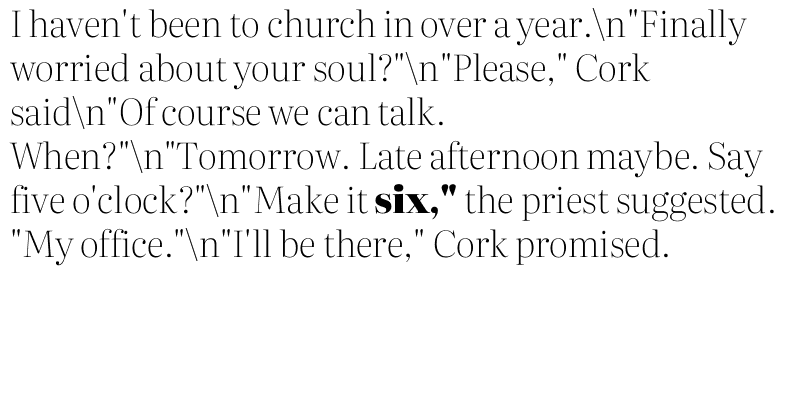 I haven't been to church in over a year.\n"Finally
worried about your soul?"\n"Please," Cork
said\n"Of course we can talk.
When?"\n"Tomorrow. Late afternoon maybe. Say
five o'clock?"\n"Make it six," the priest suggested.
"My office."\n"I'll be there," Cork promised.